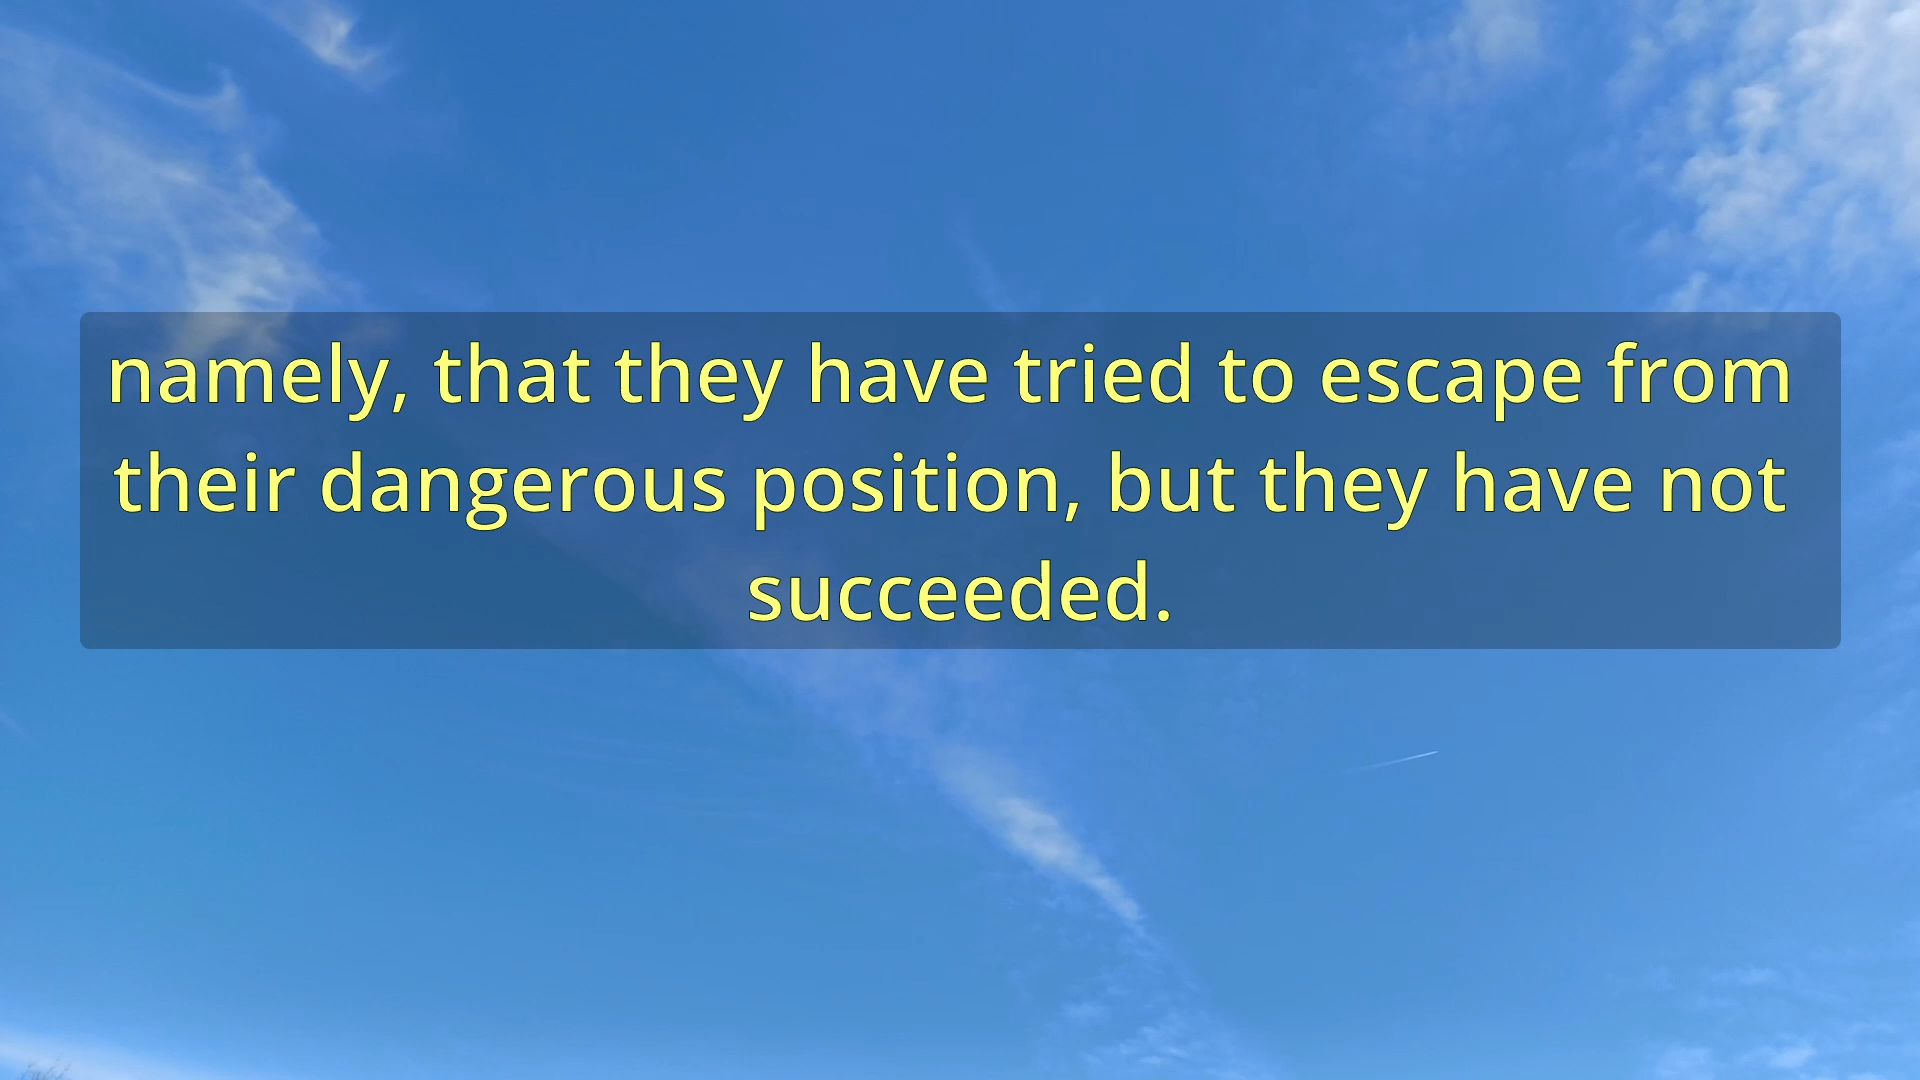 namely, that they have tried to escape from
their dangerous position, but they have not
succeeded.